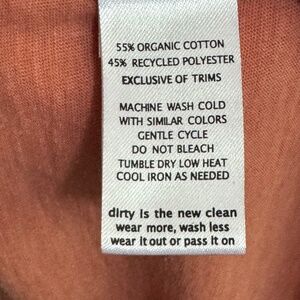 55% ORGANIC COTTON
45% RECYCLED POLYESTER
EXCLUSIVE OF TRIMS
MACHINE WASH COLD
WITH SIMILAR COLORS
GENTLE CYCLE
DO NOT BLEACH
TUMBLE DRY LOW HEAT
COOL IRON AS NEEDED
dirty is the new clean
wear more, wash less
wear it out or pass it on